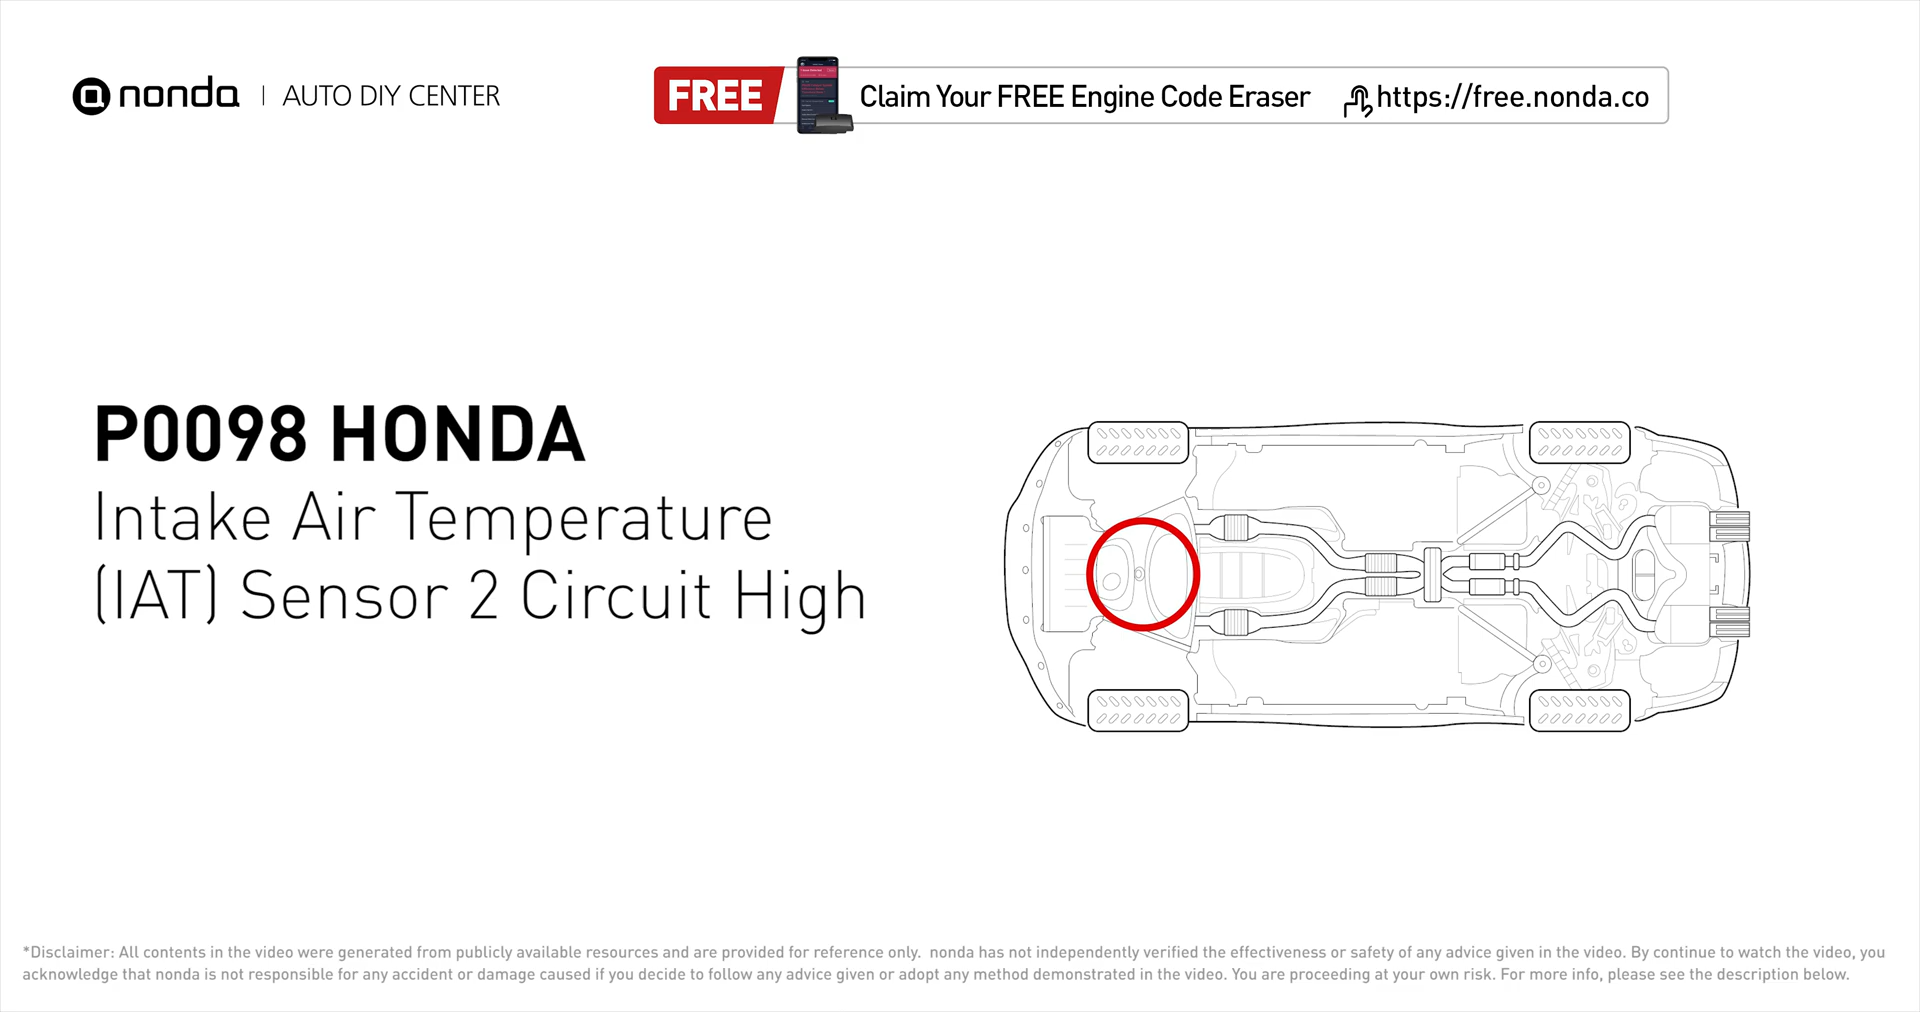 nonda | AUTO DIY CENTER
FREE Claim Your FREE Engine Code Eraser https://free.nonda.co
P0098 HONDA
Intake Air Temperature
(IAT) Sensor 2 Circuit High
*Disclaimer: All contents in the video were generated from publicly available resources and are provided for reference only. nonda has not independently verified the effectiveness or safety of any advice given in the video. By continue to watch the video, you
acknowledge that nonda is not responsible for any accident or damage caused if you decide to follow any advice given or adopt any method demonstrated in the video. You are proceeding at your own risk. For more info, please see the description below.